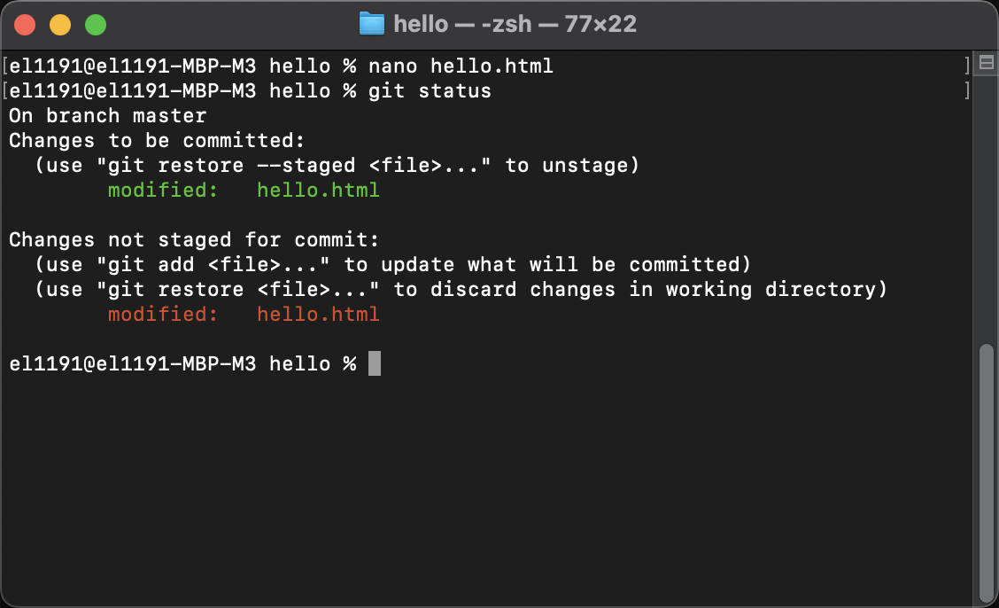 hello — -zsh — 77×22
[el1191@el1191-MBP-M3 hello % nano hello.html ]
[el1191@el1191-MBP-M3 hello % git status ]
On branch master
Changes to be committed:
  (use "git restore --staged <file>..." to unstage)
        modified:   hello.html

Changes not staged for commit:
  (use "git add <file>..." to update what will be committed)
  (use "git restore <file>..." to discard changes in working directory)
        modified:   hello.html

el1191@el1191-MBP-M3 hello %